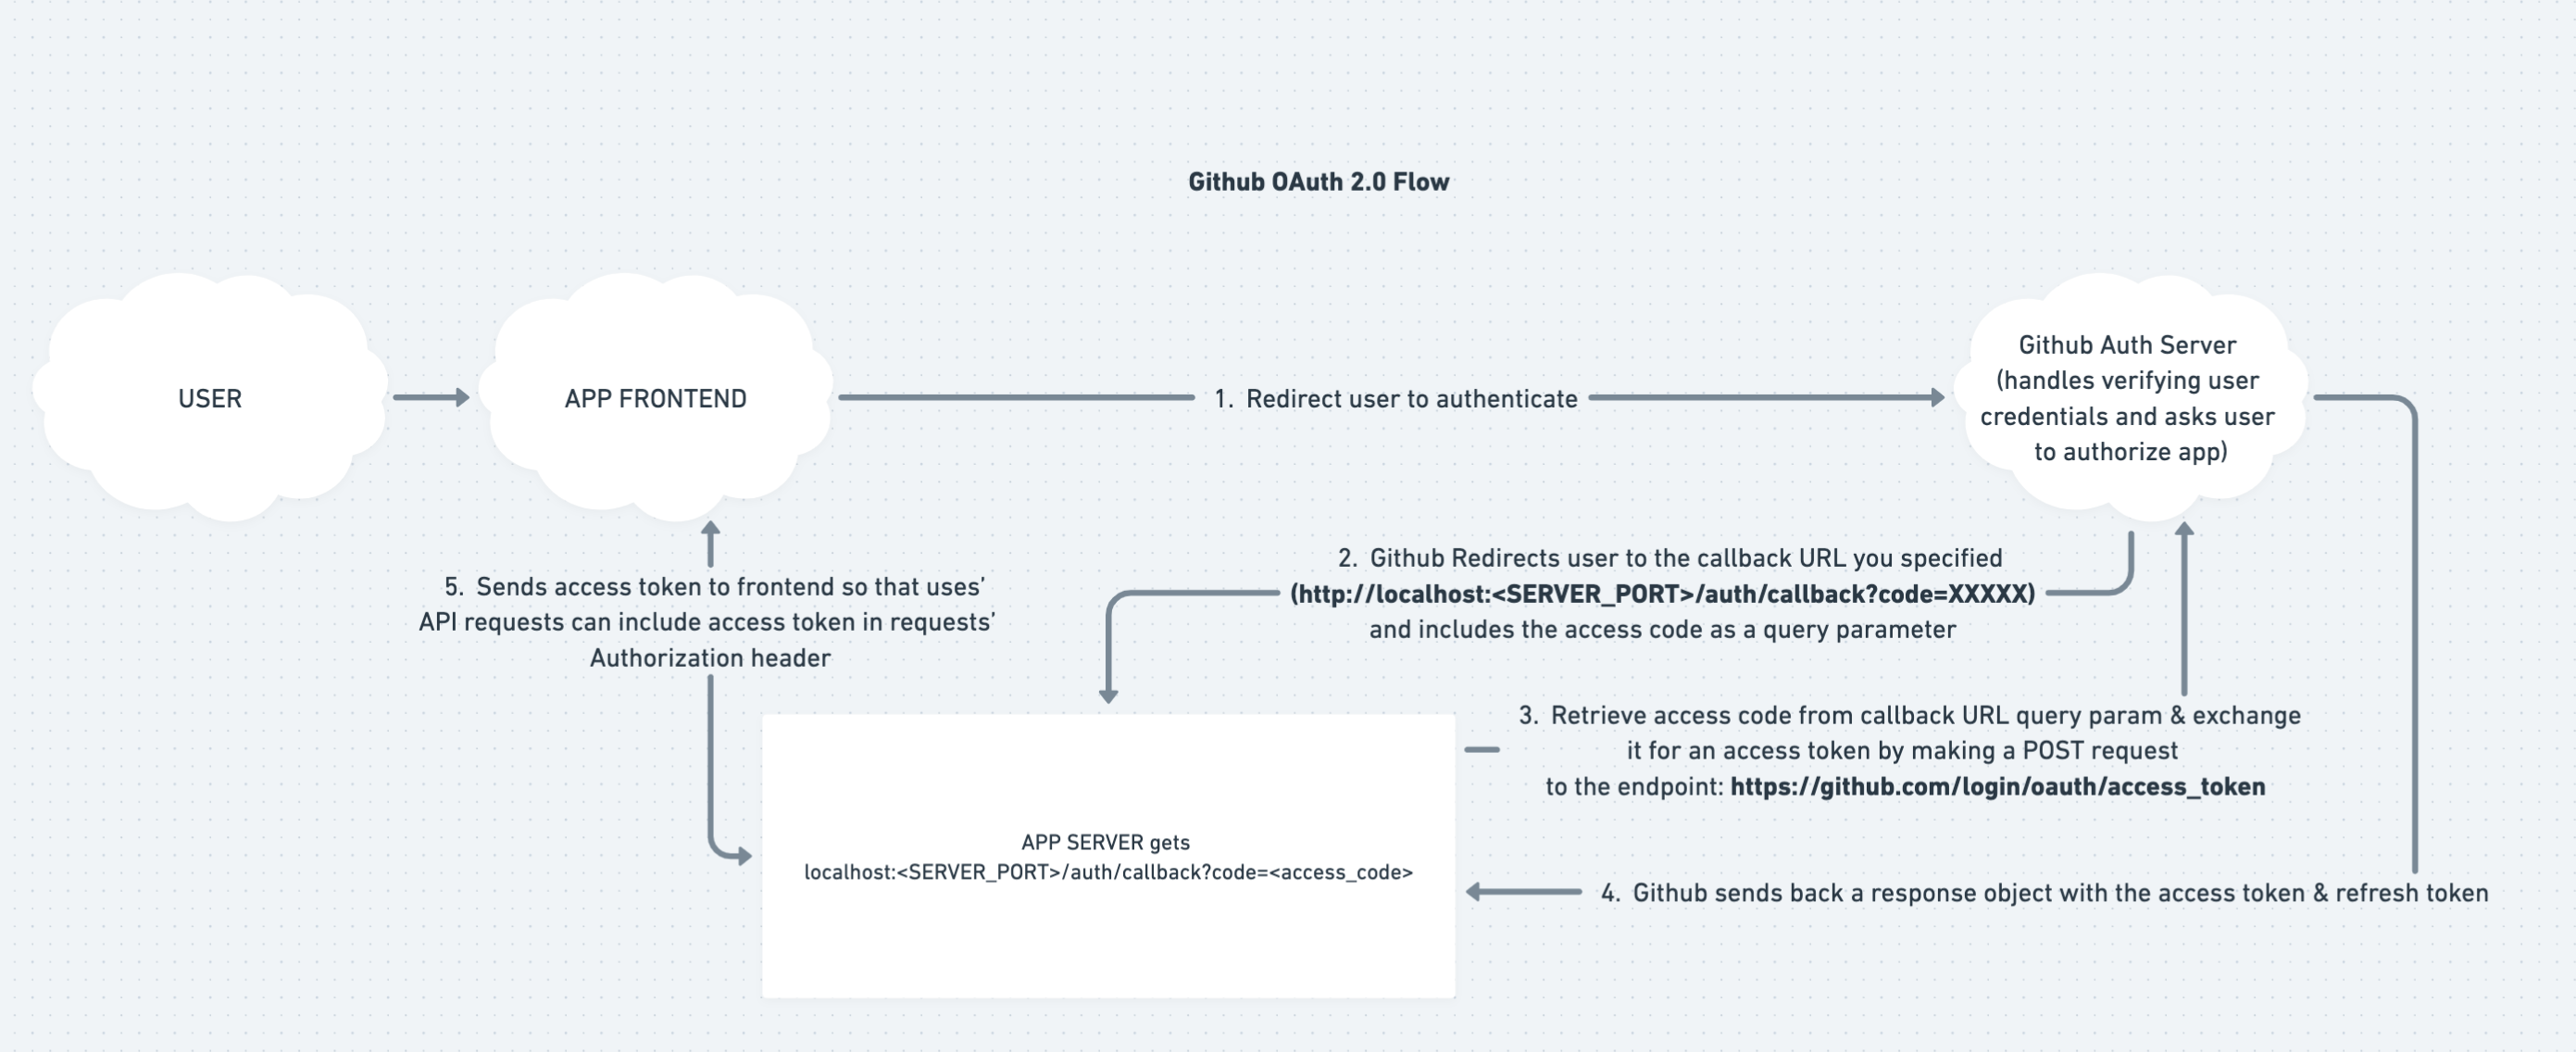 Github OAuth 2.0 Flow
USER
APP FRONTEND
1. Redirect user to authenticate
Github Auth Server
(handles verifying user
credentials and asks user
to authorize app)
2. Github Redirects user to the callback URL you specified
(http://localhost:<SERVER_PORT>/auth/callback?code=XXXXX)
and includes the access code as a query parameter
5. Sends access token to frontend so that uses’
API requests can include access token in requests’
Authorization header
3. Retrieve access code from callback URL query param & exchange
it for an access token by making a POST request
to the endpoint: https://github.com/login/oauth/access_token
APP SERVER gets
localhost:<SERVER_PORT>/auth/callback?code=<access_code>
4. Github sends back a response object with the access token & refresh token